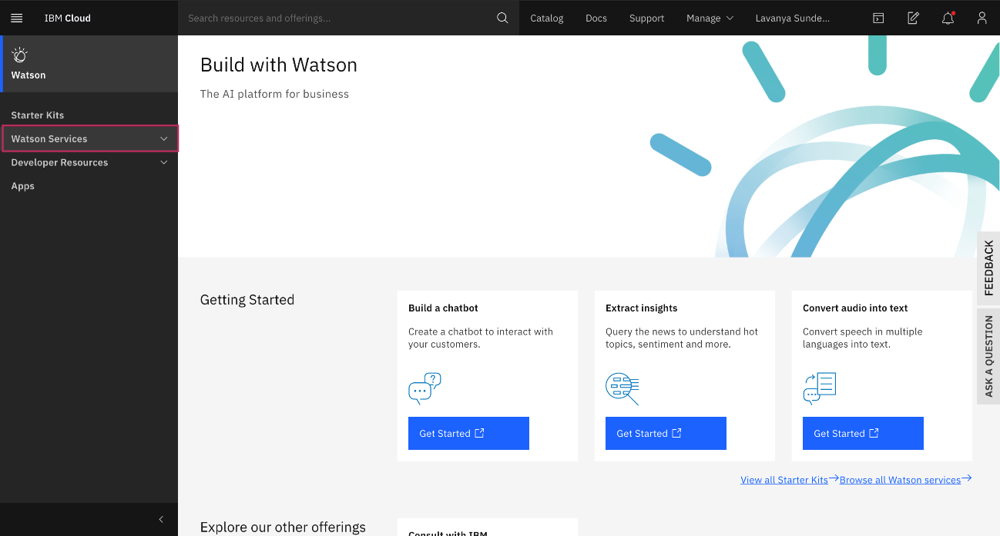 IBM Cloud
Search resources and offerings...
Catalog
Docs
Support
Manage
Lavanya Sunde...
Watson
Starter Kits
Watson Services
Developer Resources
Apps
Build with Watson
The AI platform for business
Getting Started
Build a chatbot
Create a chatbot to interact with
your customers.
?
Get Started
Extract insights
Query the news to understand hot
topics, sentiment and more.
Get Started
Convert audio into text
Convert speech in multiple
languages into text.
Get Started
View all Starter Kits
Browse all Watson services
Explore our other offerings
Consult with IBM
FEEDBACK
ASK A QUESTION